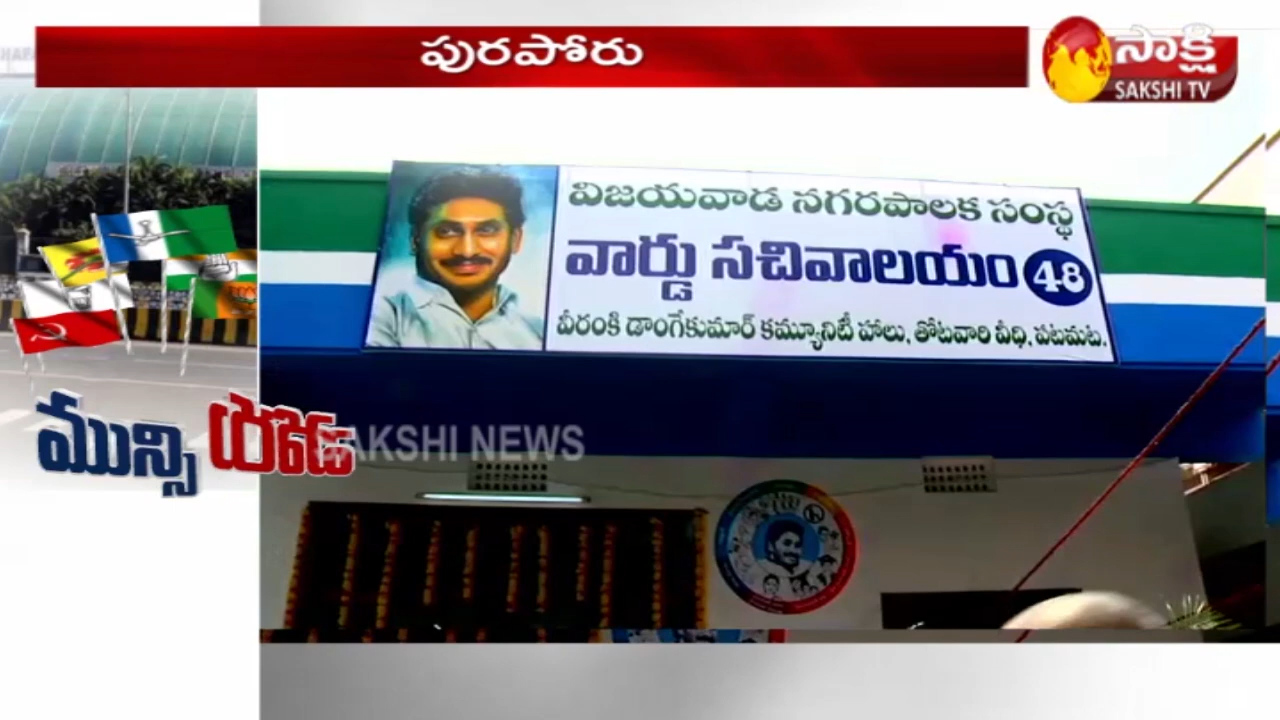 పురపోరు
సాక్షి
SAKSHI TV
విజయవాడ నగరపాలక సంస్థ
వార్డు సచివాలయం 48
వీరంకి డాంగేకుమార్ కమ్యూనిటీ హాలు, తోటవారి వీధి, పటమట.
మున్సి
SAKSHI NEWS